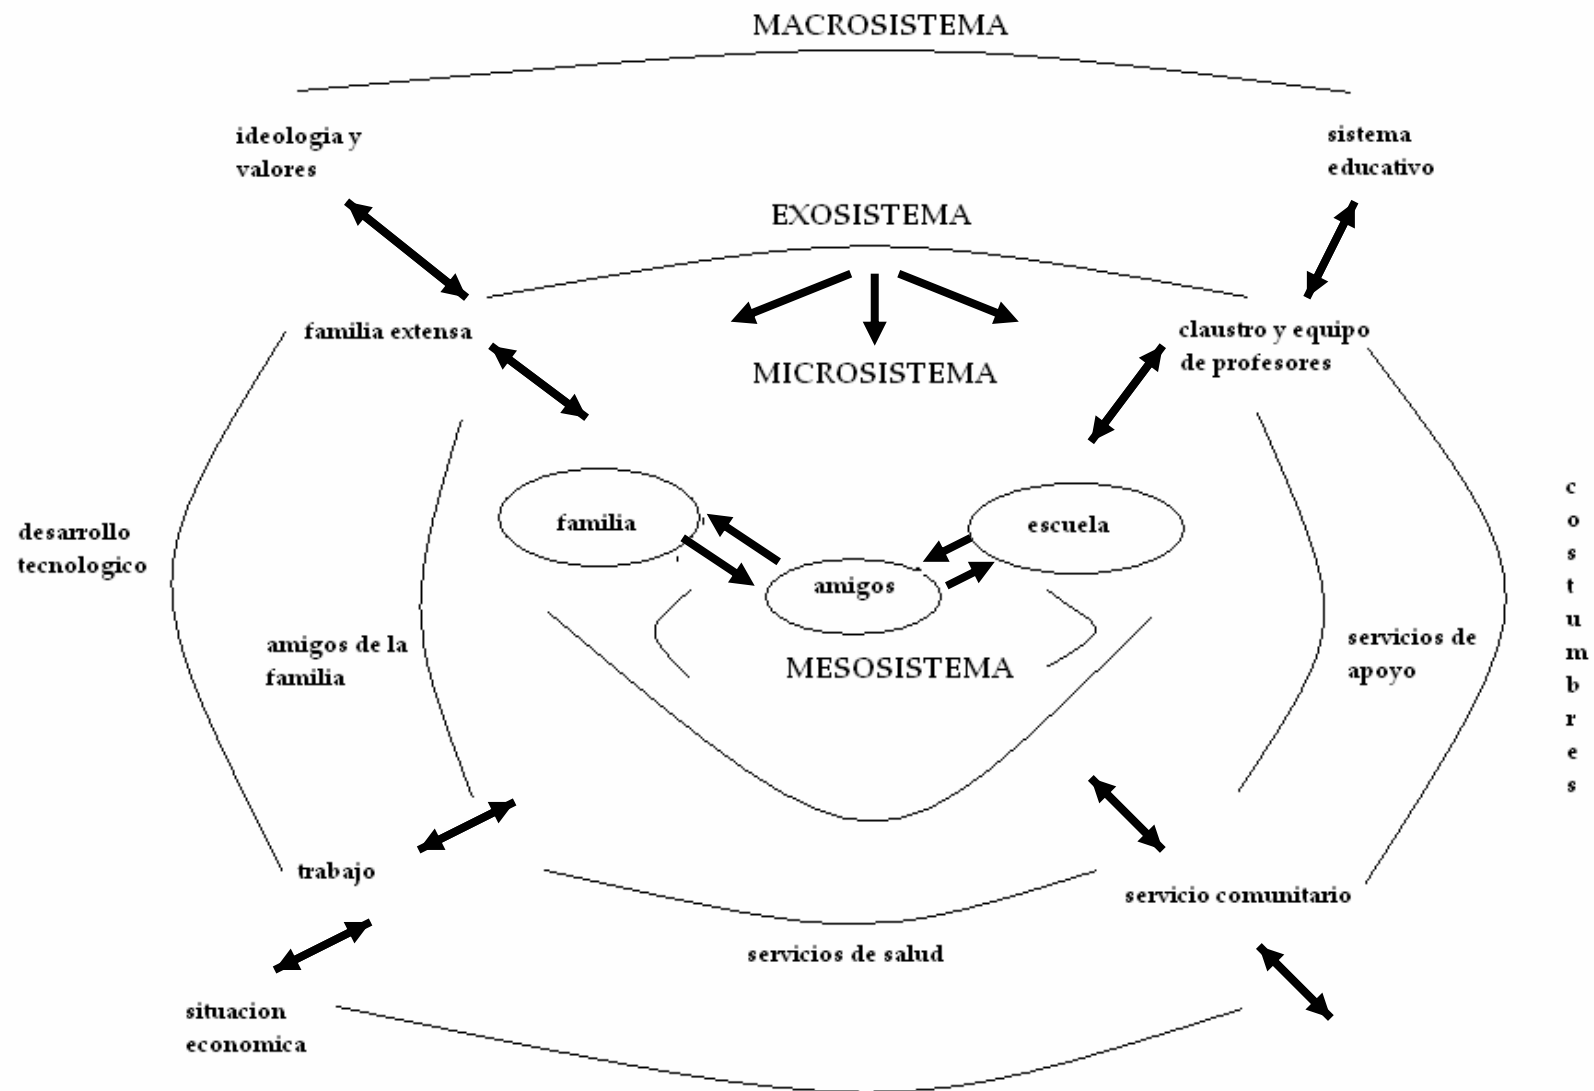 MACROSISTEMA
ideologia y
valores
sistema
educativo
EXOSISTEMA
familia extensa
claustro y equipo
de profesores
MICROSISTEMA
familia
escuela
amigos
desarrollo
tecnologico
costumbres
amigos de la
familia
servicios de
apoyo
MESOSISTEMA
trabajo
servicio comunitario
servicios de salud
situacion
economica